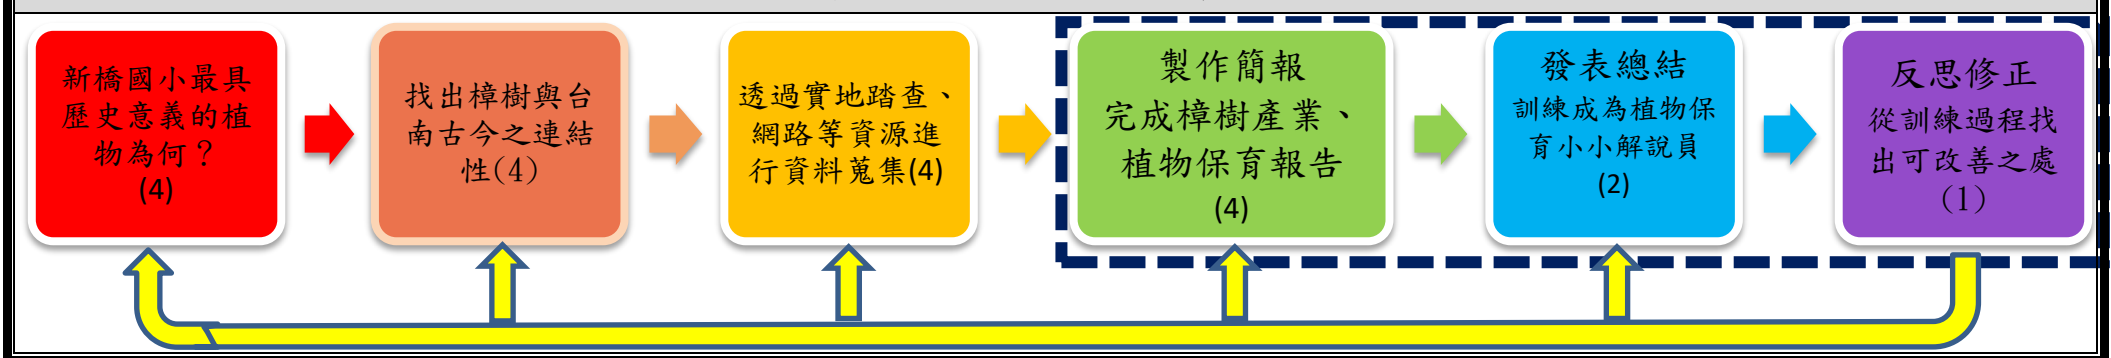 新橋國小最具
歷史意義的植
物為何？
(4)
找出樟樹與台
南古今之連結
性(4)
透過實地踏查、
網路等資源進
行資料蒐集(4)
製作簡報
完成樟樹產業、
植物保育報告
(4)
發表總結
訓練成為植物保
育小小解說員
(2)
反思修正
從訓練過程找
出可改善之處
(1)